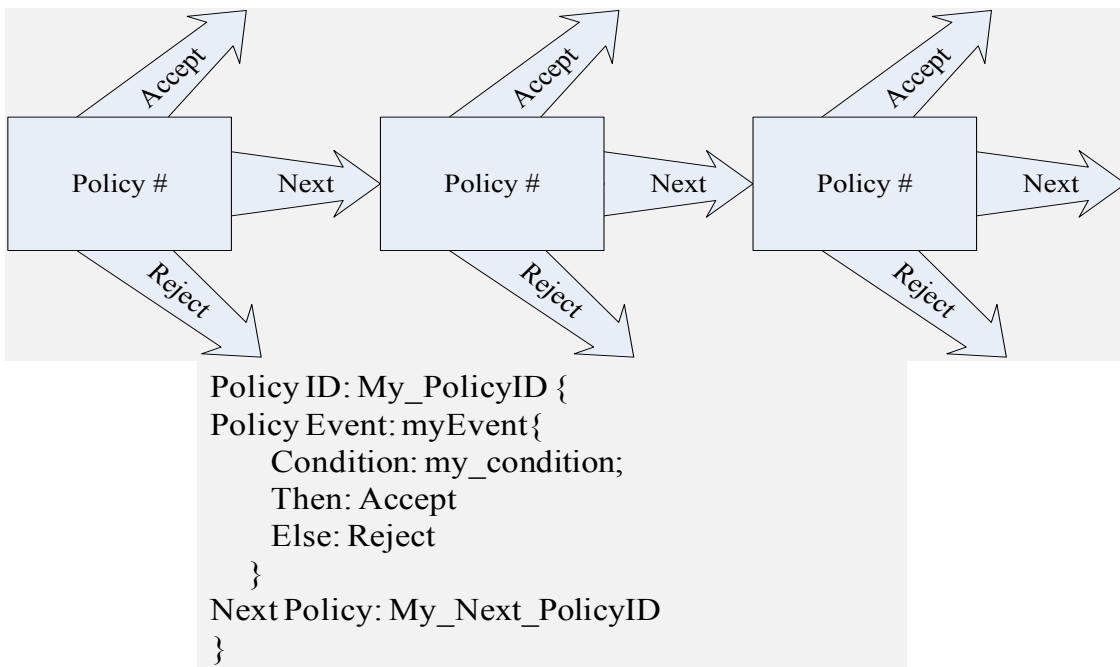 Accept Accept Accept
Policy # Next Policy # Next Policy # Next
Reject Reject Reject
Policy ID: My_PolicyID {
Policy Event: myEvent{
Condition: my_condition;
Then: Accept
Else: Reject
}
Next Policy: My_Next_PolicyID
}